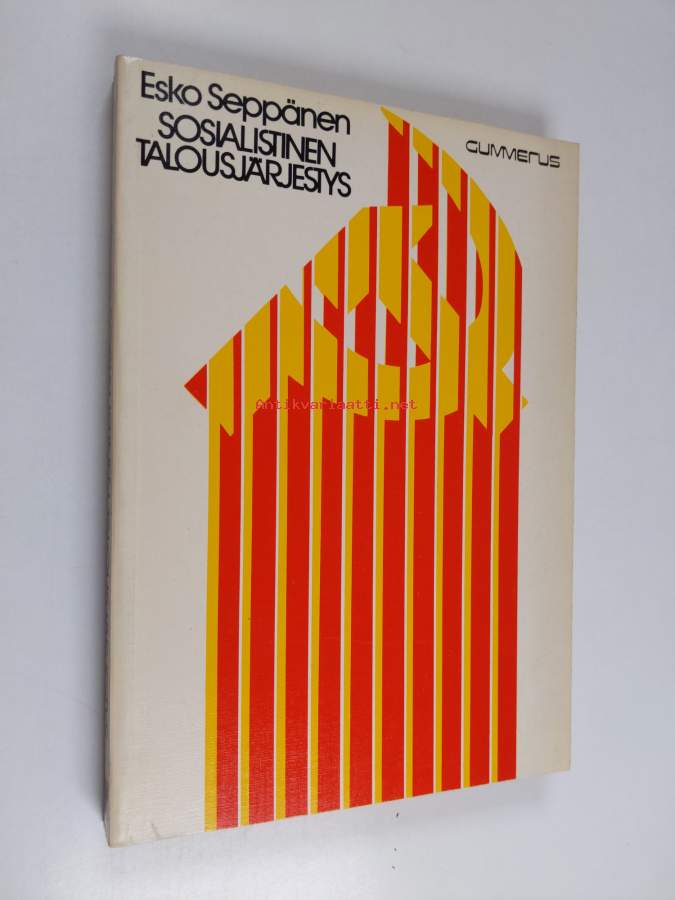 Esko Seppänen
SOSIALISTINEN
TALOUSJÄRJESTYS
GUMMERUS
Antikvariaatti.net